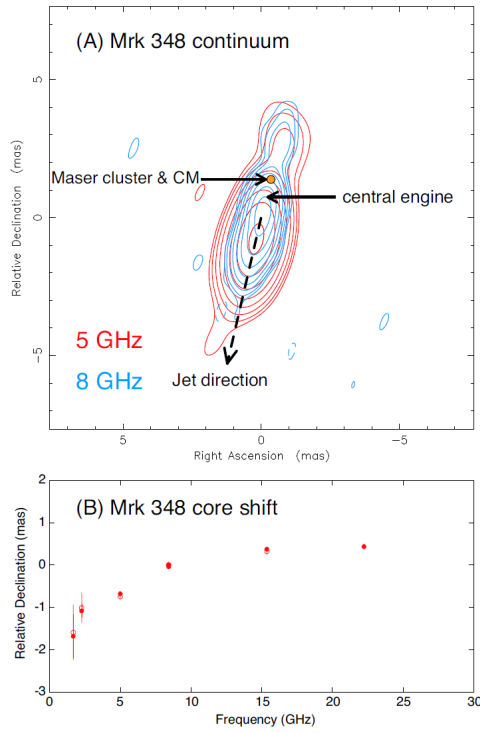 (A) Mrk 348 continuum
5
Maser cluster & CM
central engine
0
Relative Declination (mas)
-5
5 GHz
8 GHz
Jet direction
5
0
-5
Right Ascension (mas)
2
(B) Mrk 348 core shift
1
0
-1
-2
-3
Relative Declination (mas)
0
5
10
15
20
25
30
Frequency (GHz)